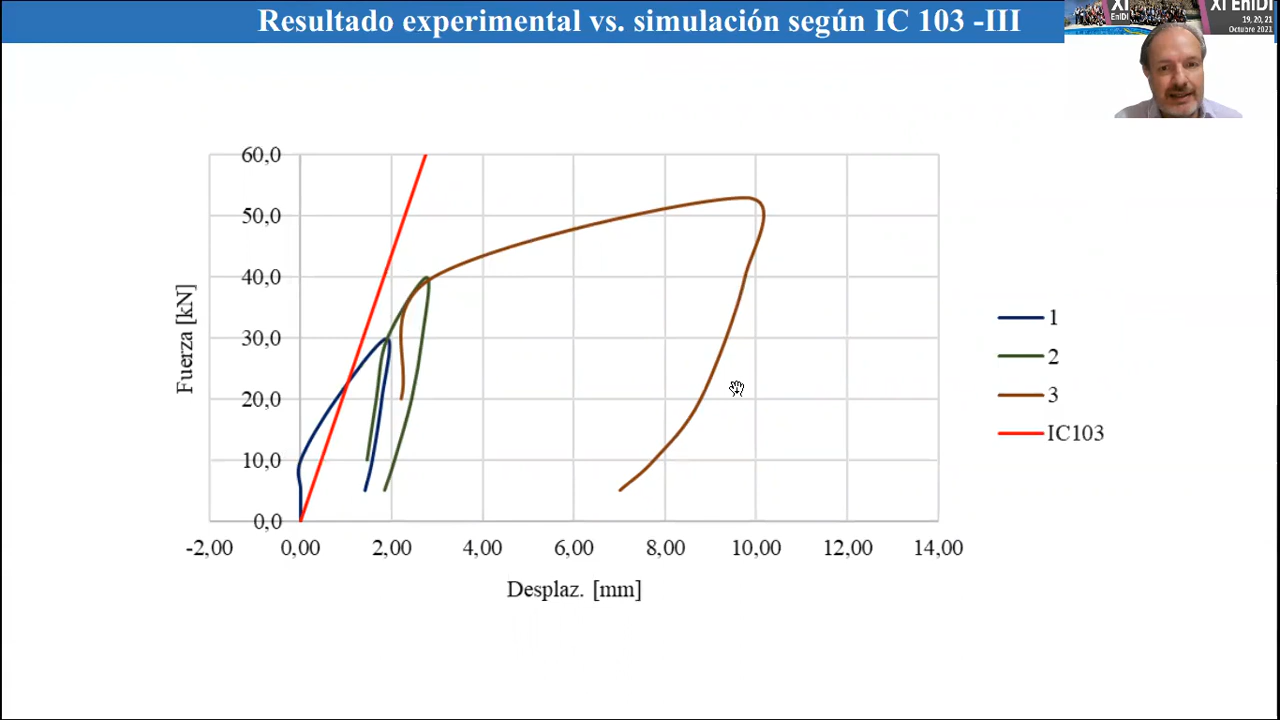 Resultado experimental vs. simulación según IC 103 -III
XI
EnIDI
XI EnIDI
19, 20, 21
Octubre 2021
60,0
50,0
40,0
30,0
20,0
10,0
0,0
Fuerza [kN]
-2,00 0,00 2,00 4,00 6,00 8,00 10,00 12,00 14,00
Desplaz. [mm]
1
2
3
IC103